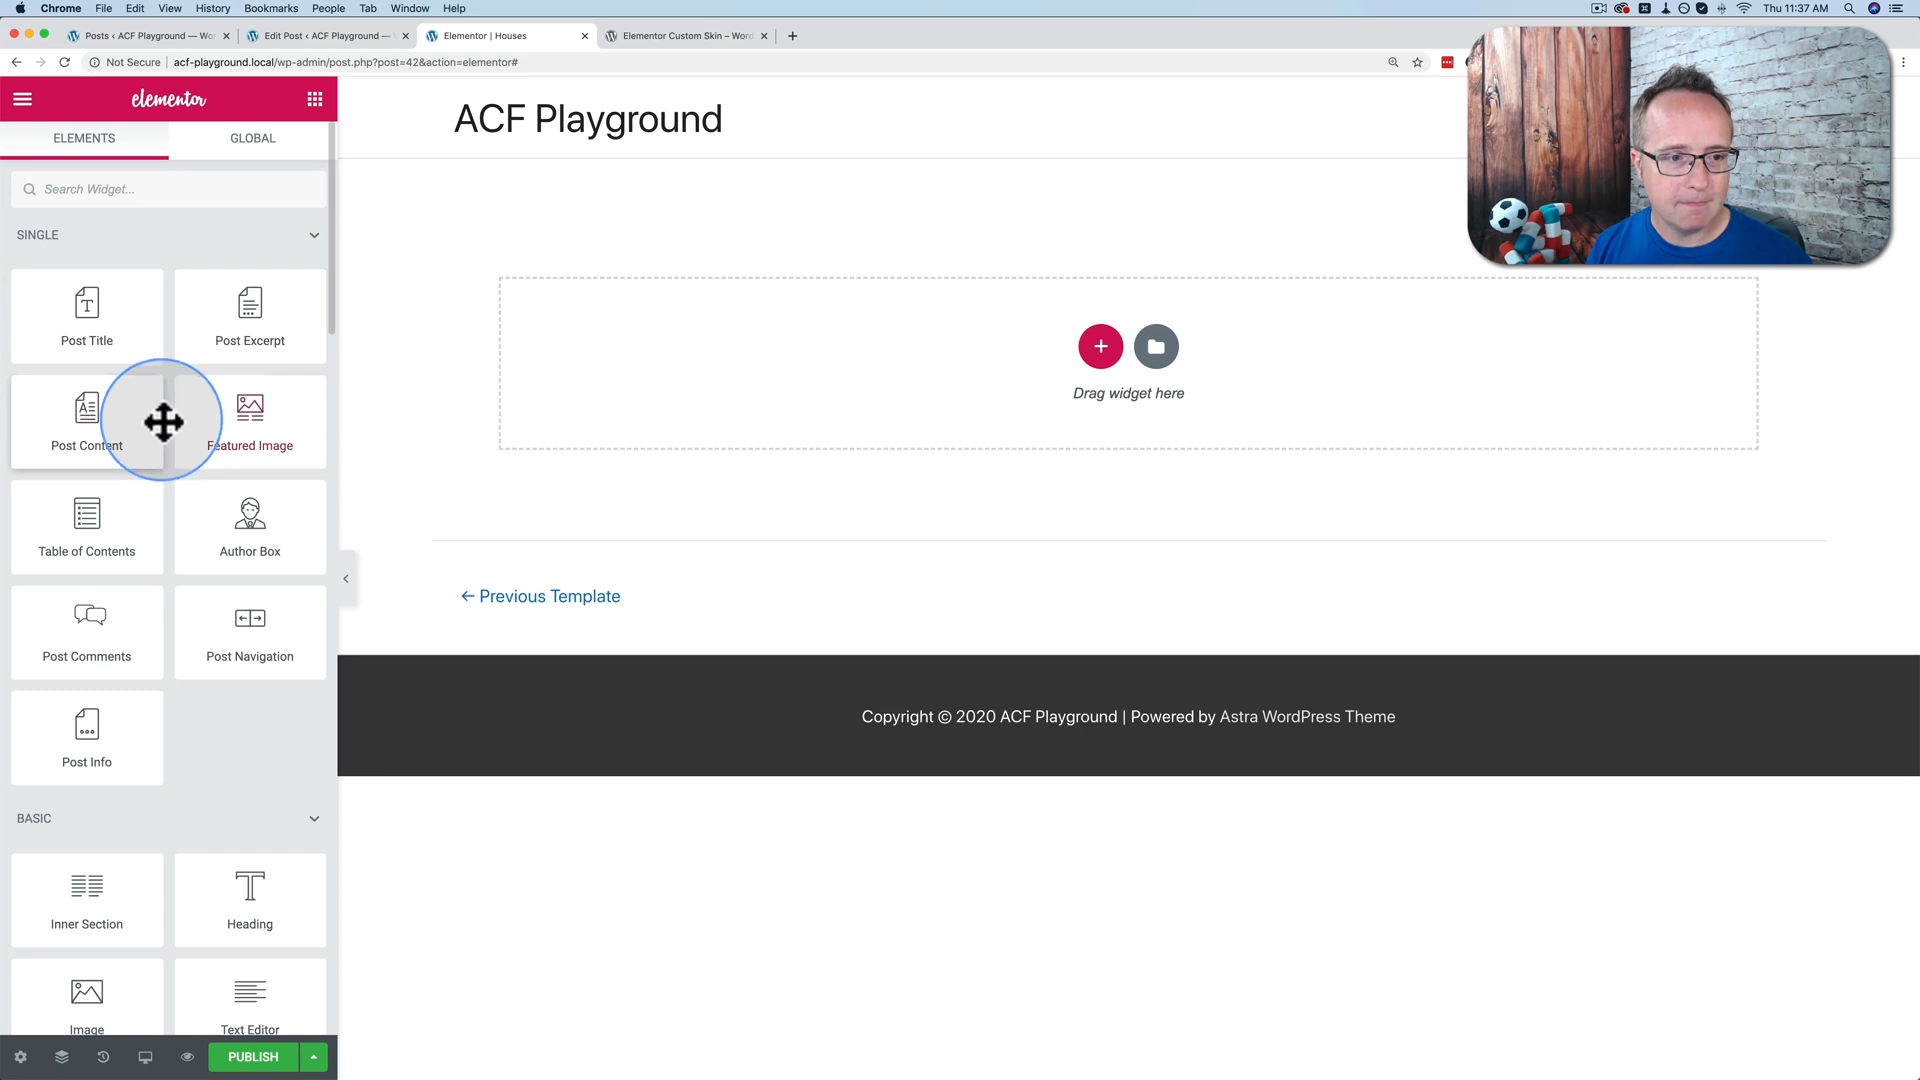 Chrome File Edit View History Bookmarks People Tab Window Help Thu 11:37 AM
Posts ‹ ACF Playground — Wo
Edit Post ‹ ACF Playground —
Elementor | Houses
Elementor Custom Skin – Word
Not Secure acf-playground.local/wp-admin/post.php?post=42&action=elementor#
elementor
ELEMENTS GLOBAL
Search Widget...
SINGLE
Post Title Post Excerpt
Post Content Featured Image
Table of Contents Author Box
Post Comments Post Navigation
Post Info
BASIC
Inner Section Heading
Image Text Editor
PUBLISH
ACF Playground
Drag widget here
← Previous Template
Copyright © 2020 ACF Playground | Powered by Astra WordPress Theme